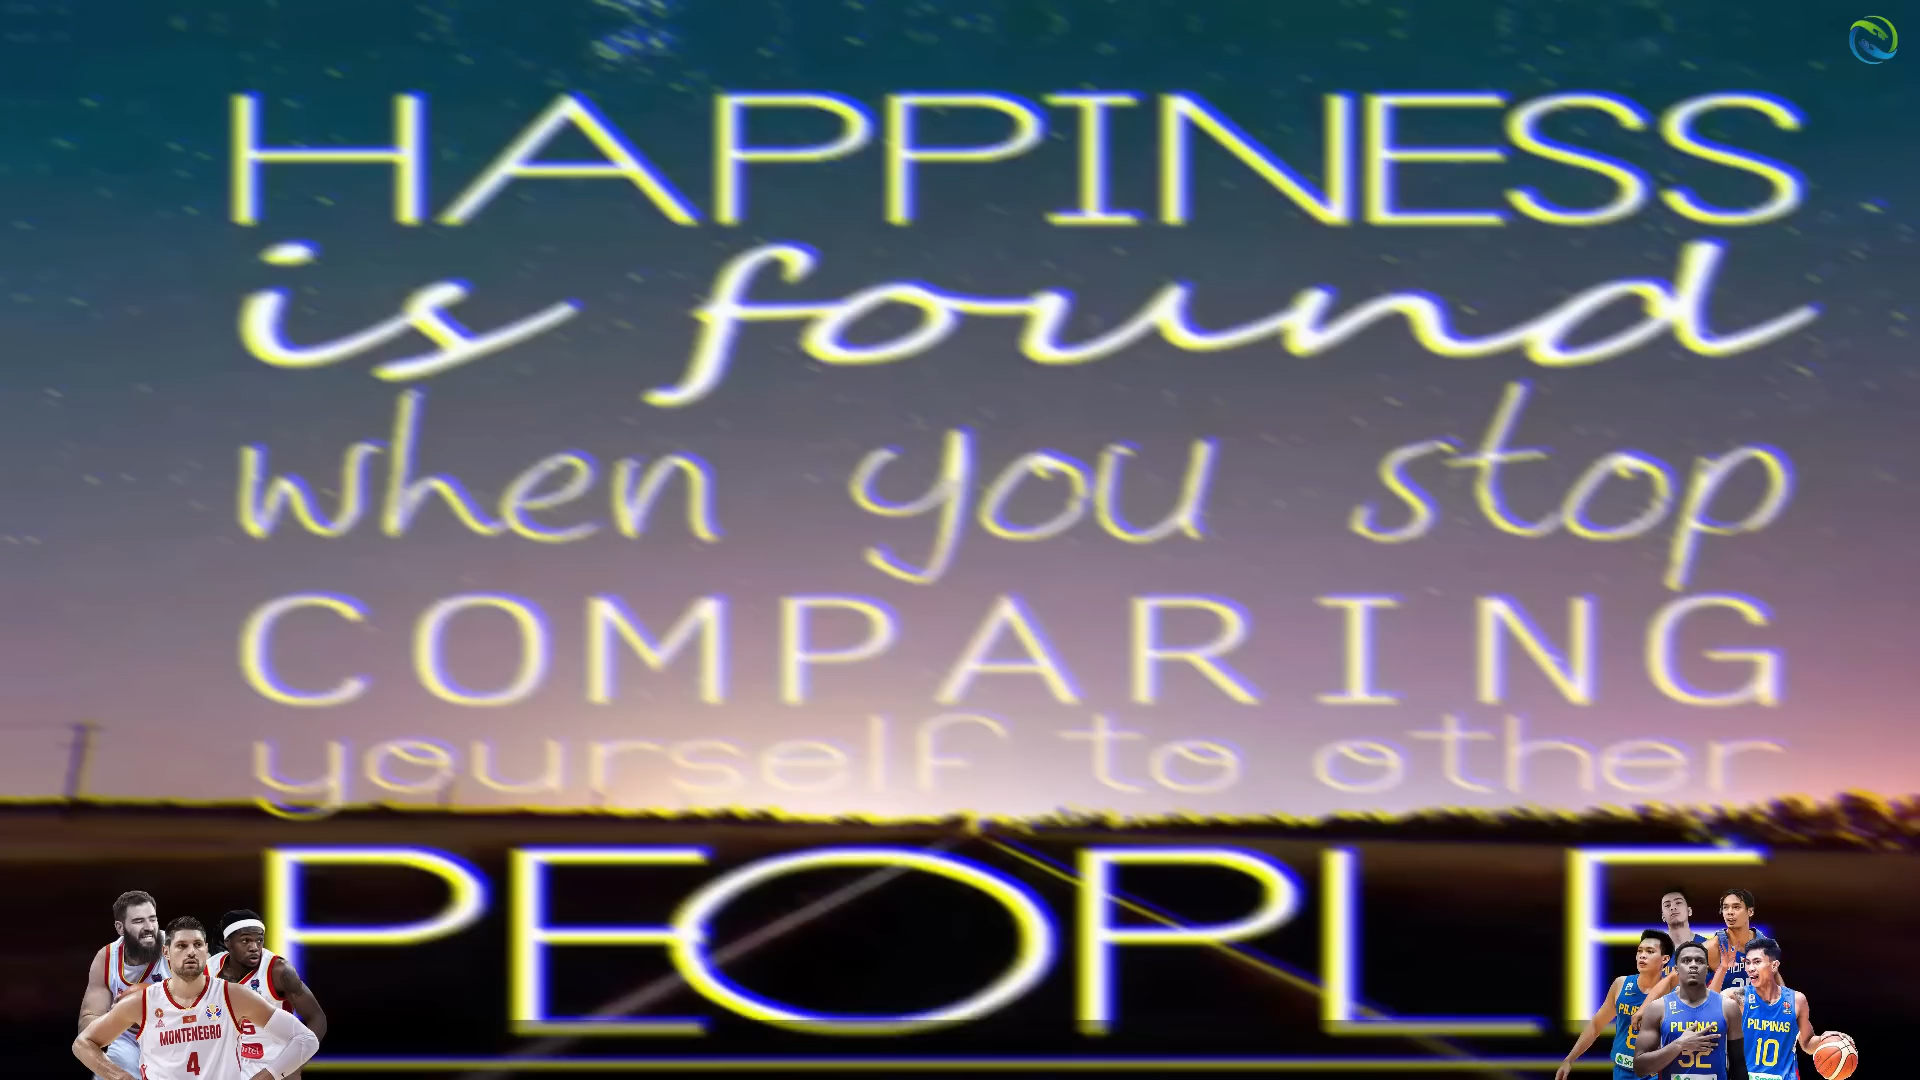 HAPPINESS
is found
when you stop
COMPARING
yourself to other
PEOPLE
MONTENEGRO
4
PILIPINAS
32
PILIPINAS
10